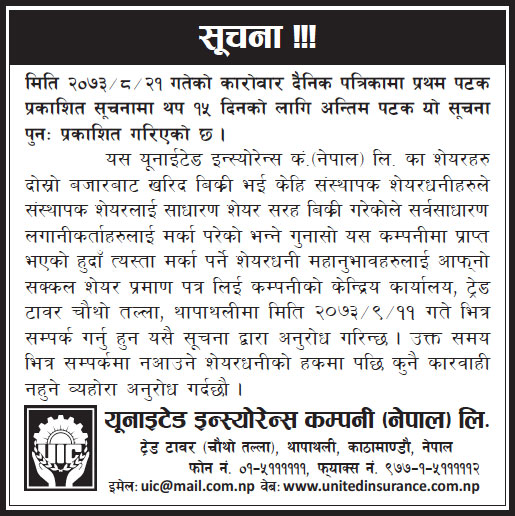 सूचना !!!
मिति २०७३/८/२१ गतेको कारोवार दैनिक पत्रिकामा प्रथम पटक
प्रकाशित सूचनामा थप १५ दिनको लागि अन्तिम पटक यो सूचना
पुनः प्रकाशित गरिएको छ ।
यस यूनाईटेड इन्स्योरेन्स कं.(नेपाल) लि. का शेयरहरु
दोस्रो बजारबाट खरिद बिक्री भई केहि संस्थापक शेयरधनीहरुले
संस्थापक शेयरलाई साधारण शेयर सरह बिक्री गरेकोले सर्वसाधारण
लगानीकर्ताहरुलाई मर्का परेको भन्ने गुनासो यस कम्पनीमा प्राप्त
भएको हुदाँ त्यस्ता मर्का पर्ने शेयरधनी महानुभावहरुलाई आफ्नो
सक्कल शेयर प्रमाण पत्र लिई कम्पनीको केन्द्रिय कार्यालय, ट्रेड
टावर चौथो तल्ला, थापाथलीमा मिति २०७३/९/११ गते भित्र
सम्पर्क गर्नु हुन यसै सूचना द्वारा अनुरोध गरिन्छ । उक्त समय
भित्र सम्पर्कमा नआउने शेयरधनीको हकमा पछि कुनै कारवाही
नहुने व्यहोरा अनुरोध गर्दछौ ।
UIC
यूनाइटेड इन्स्योरेन्स कम्पनी (नेपाल) लि.
ट्रेड टावर (चौथो तल्ला), थापाथली, काठामाण्डौ, नेपाल
फोन नं. ०१-५१११११११, फ्याक्स नं. ९७७-१-५१११११२
इमेल: uic@mail.com.np वेब: www.unitedinsurance.com.np